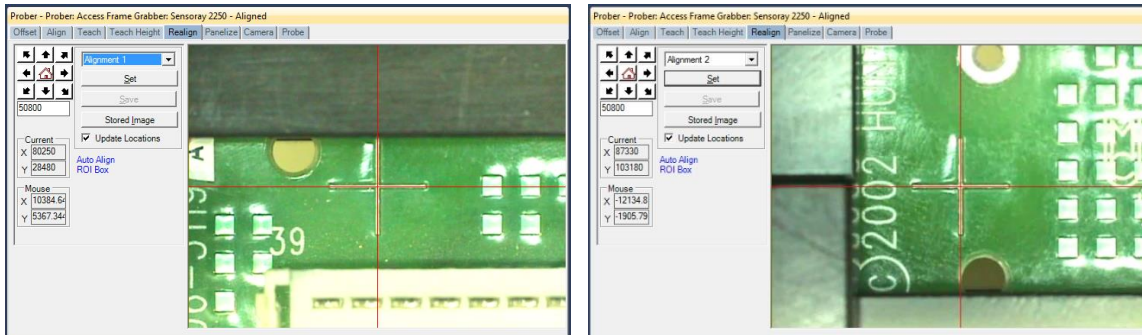 Prober - Prober: Access Frame Grabber: Sensoray 2250 - Aligned
Offset Align Teach Teach Height Realign Panelize Camera Probe
Alignment 1
Set
Save
50800
Stored Image
Update Locations
Current
X 80250
Y 28480
Auto Align
ROI Box
Mouse
X 10384.64
Y 5367.344
A
39
Prober - Prober: Access Frame Grabber: Sensoray 2250 - Aligned
Offset Align Teach Teach Height Realign Panelize Camera Probe
Alignment 2
Set
Save
50800
Stored Image
Update Locations
Current
X 87330
Y 103180
Auto Align
ROI Box
Mouse
X -12134.8
Y -1905.79
(c)2002 HUN